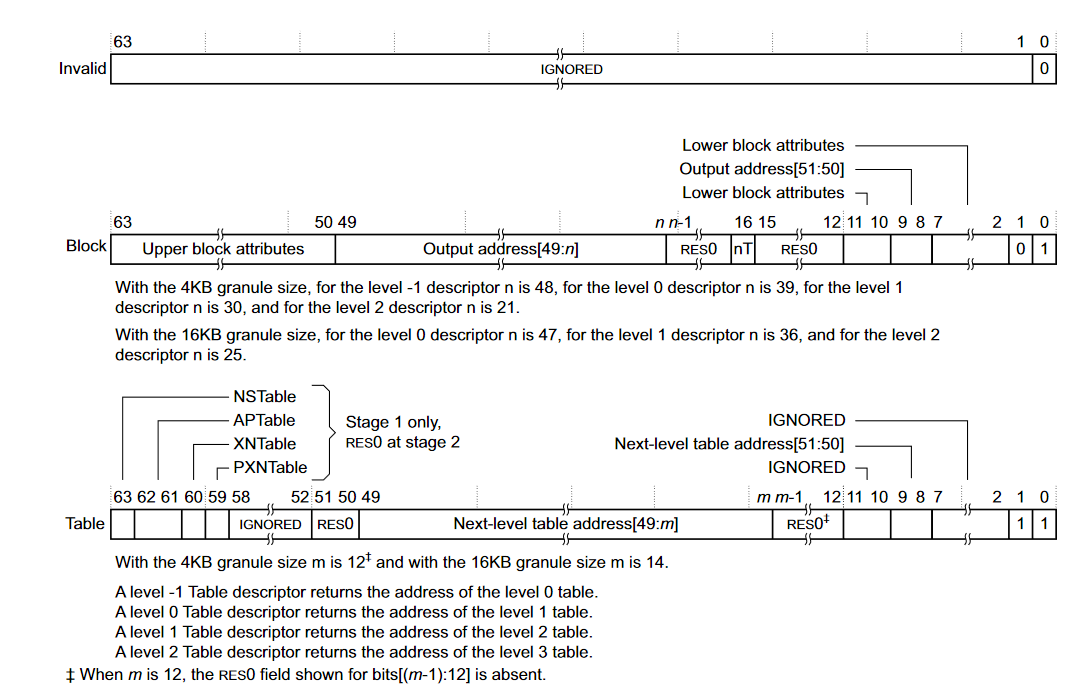 63 1 0
Invalid IGNORED 0
Lower block attributes
Output address[51:50]
Lower block attributes
63 50 49 n n-1 16 15 12 11 10 9 8 7 2 1 0
Block Upper block attributes Output address[49:n] RES0 nT RES0 0 1
With the 4KB granule size, for the level -1 descriptor n is 48, for the level 0 descriptor n is 39, for the level 1
descriptor n is 30, and for the level 2 descriptor n is 21.
With the 16KB granule size, for the level 0 descriptor n is 47, for the level 1 descriptor n is 36, and for the level 2
descriptor n is 25.
NSTable
APTable
XNTable
PXNTable
Stage 1 only,
RES0 at stage 2
IGNORED
Next-level table address[51:50]
IGNORED
63 62 61 60 59 58 52 51 50 49 m m-1 12 11 10 9 8 7 2 1 0
Table IGNORED RES0 Next-level table address[49:m] RES0‡ 1 1
With the 4KB granule size m is 12‡ and with the 16KB granule size m is 14.
A level -1 Table descriptor returns the address of the level 0 table.
A level 0 Table descriptor returns the address of the level 1 table.
A level 1 Table descriptor returns the address of the level 2 table.
A level 2 Table descriptor returns the address of the level 3 table.
‡ When m is 12, the RES0 field shown for bits[(m-1):12] is absent.